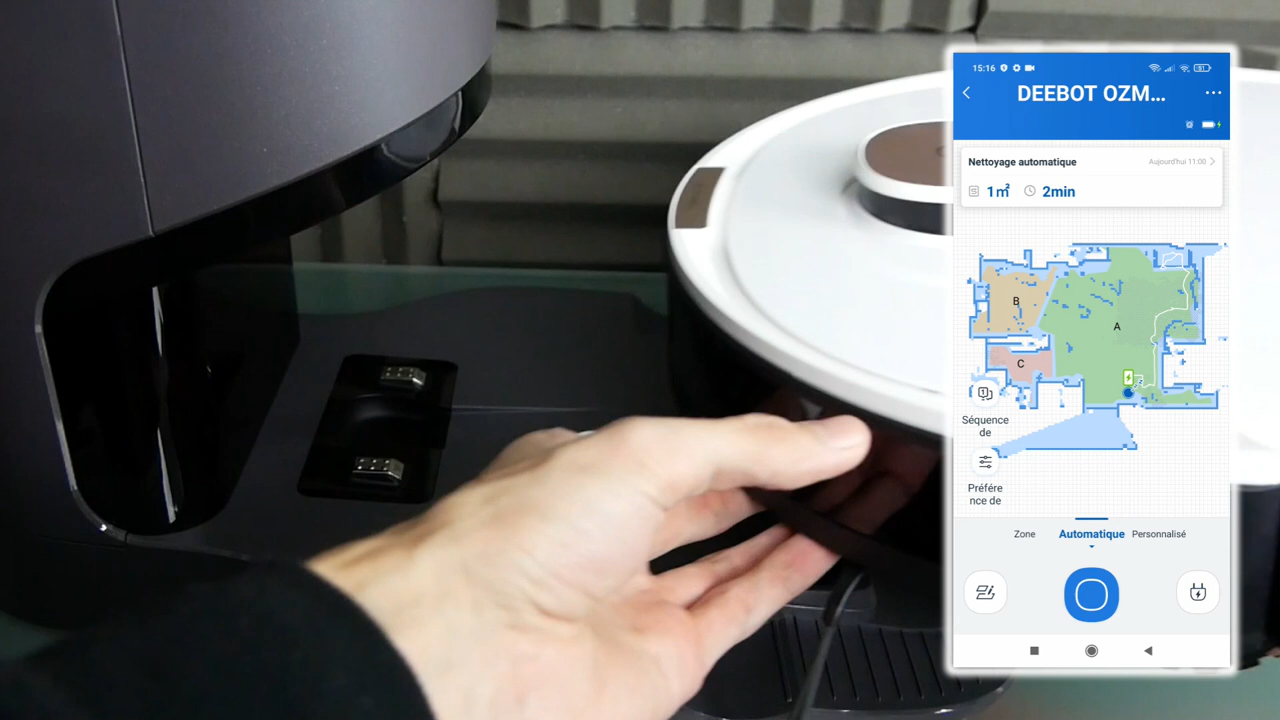 15:16
DEEBOT OZM...
Nettoyage automatique
Aujourd'hui 11:00
1㎡ 2min
B
A
C
Séquence
de
Préfére
nce de
Zone Automatique Personnalisé